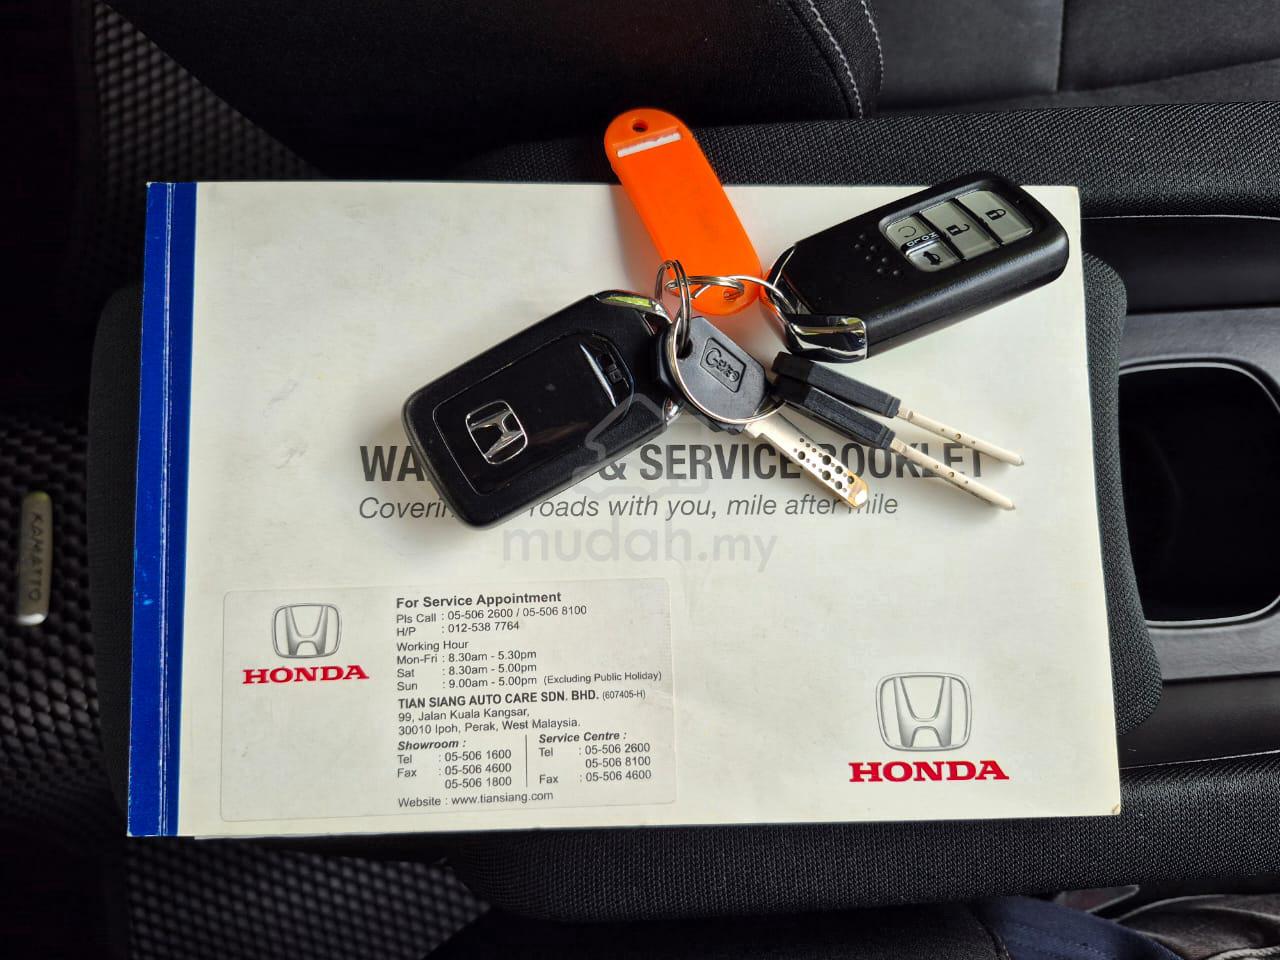 WA & SERVICE BOOKLET
Coverin roads with you, mile after mile
mudah.my
For Service Appointment
Pls Call : 05-506 2600 / 05-506 8100
H/P : 012-538 7764
Working Hour
Mon-Fri : 8.30am - 5.30pm
Sat : 8.30am - 5.00pm
Sun : 9.00am - 5.00pm (Excluding Public Holiday)
TIAN SIANG AUTO CARE SDN. BHD. (607405-H)
99, Jalan Kuala Kangsar,
30010 Ipoh, Perak, West Malaysia.
Showroom :
Tel : 05-506 1600
Fax : 05-506 4600
05-506 1800
Service Centre :
Tel : 05-506 2600
05-506 8100
Fax : 05-506 4600
Website : www.tiansiang.com
HONDA
HONDA
KAMATTO
HOLD